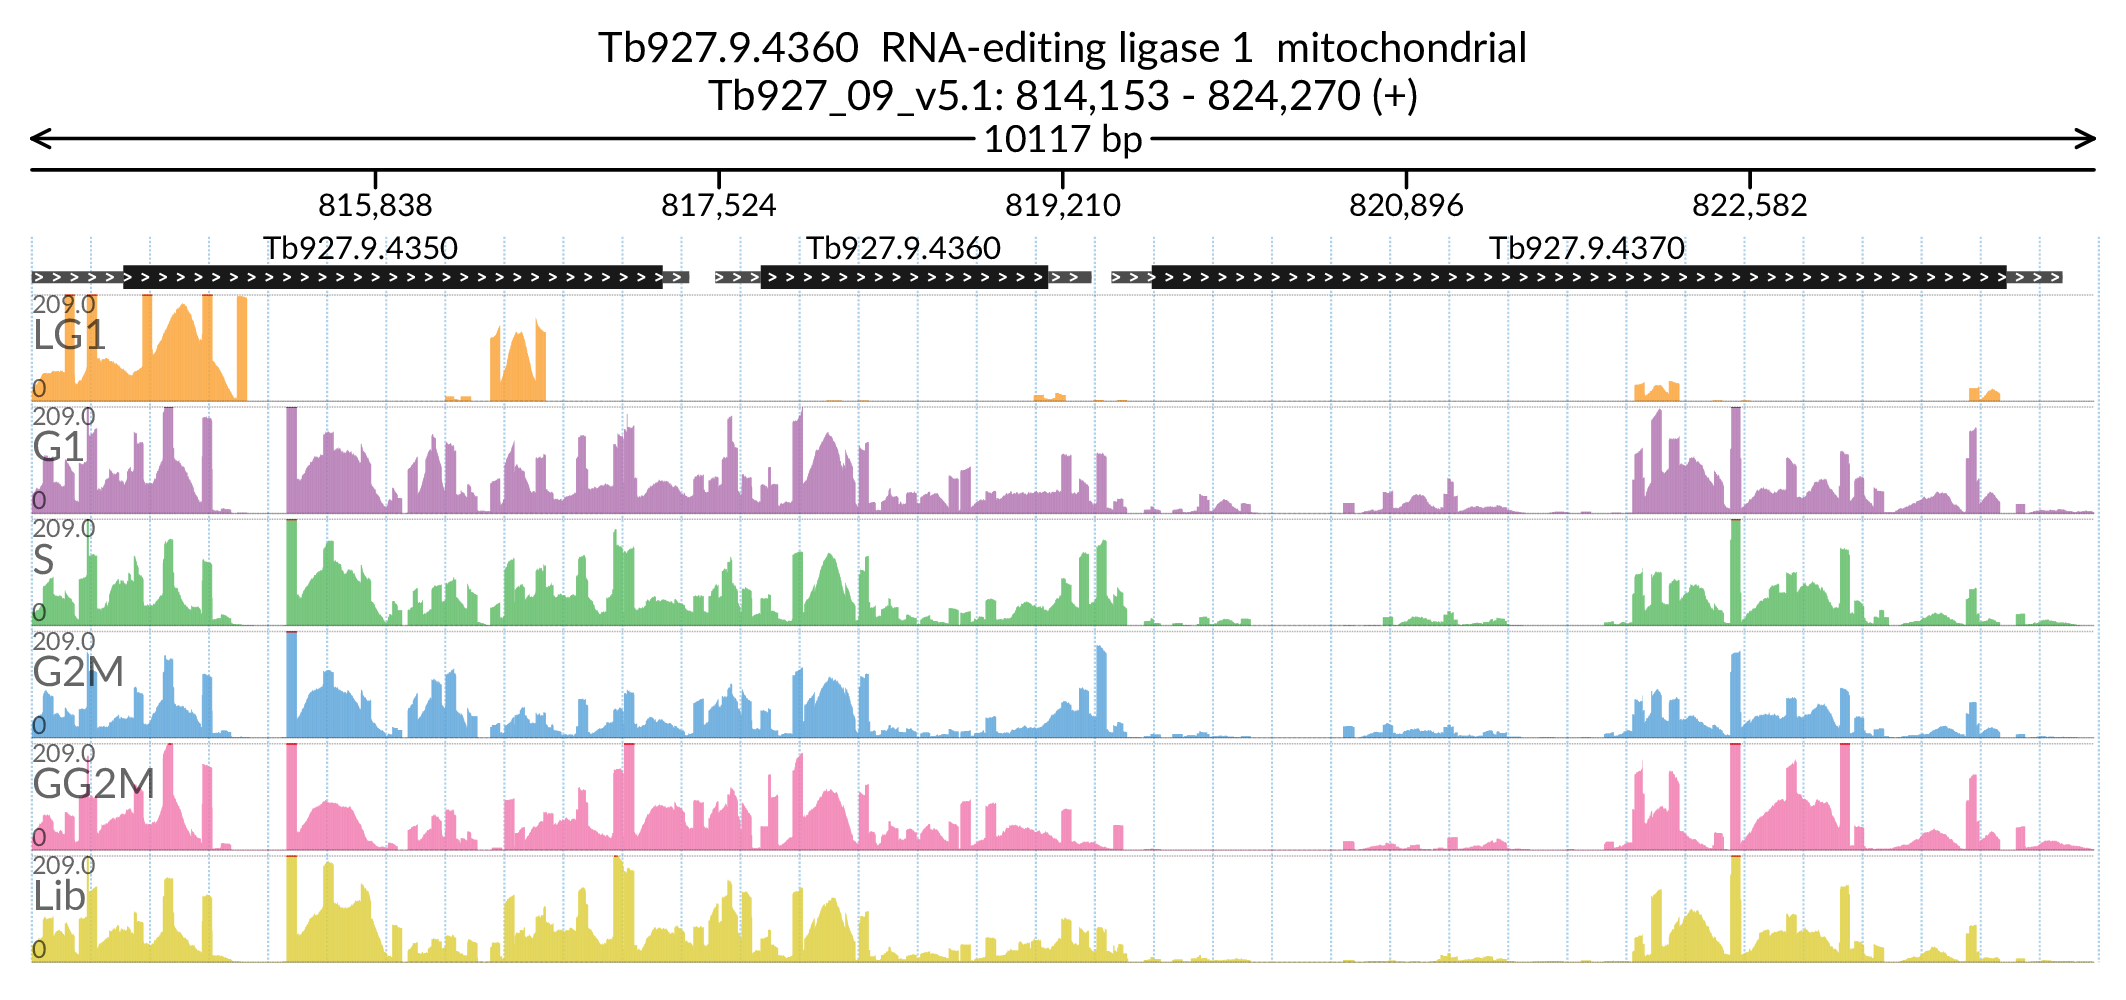 Tb927.9.4360 RNA-editing ligase 1 mitochondrial
Tb927_09_v5.1: 814,153 - 824,270 (+)
10117 bp
815,838 817,524 819,210 820,896 822,582
Tb927.9.4350 Tb927.9.4360 Tb927.9.4370
209.0
LG1
0
209.0
G1
0
209.0
S
0
209.0
G2M
0
209.0
GG2M
0
209.0
Lib
0